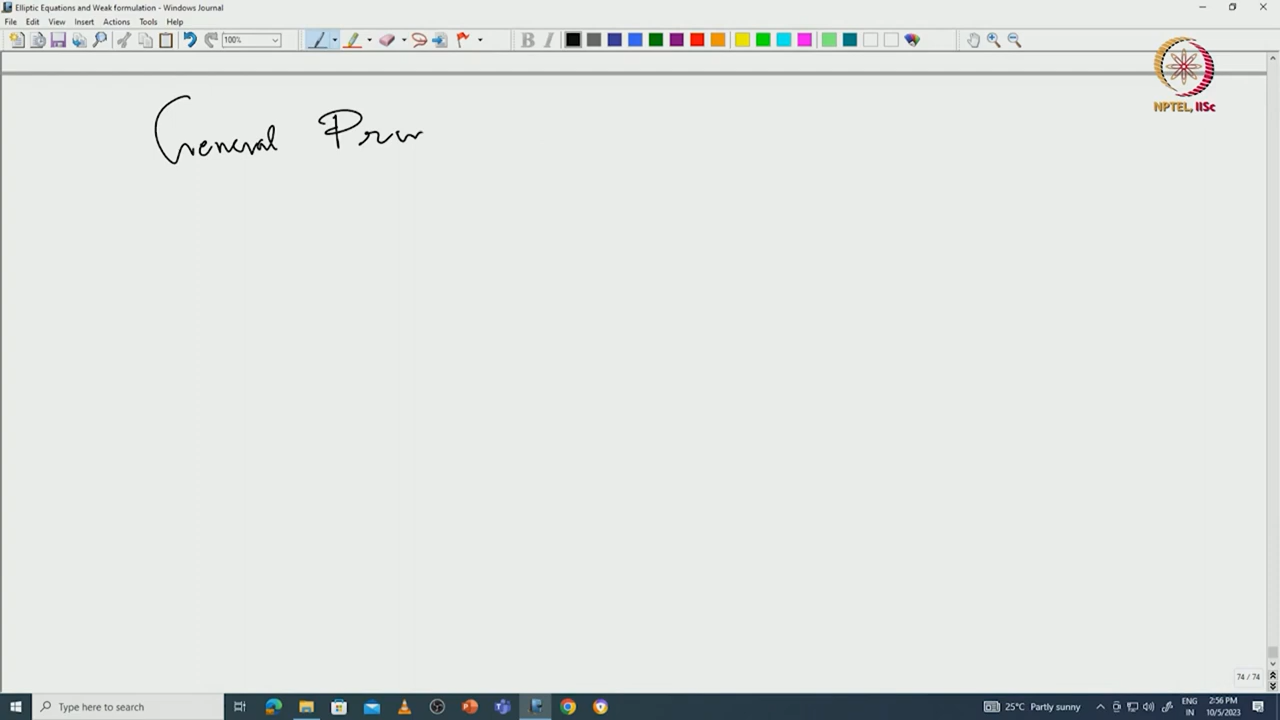 Elliptic Equations and Weak formulation - Windows Journal
File Edit View Insert Actions Tools Help
100% B I
NPTEL, IISc
General
74 / 74
Type here to search
25°C Partly sunny
ENG
IN
2:56 PM
10/5/2023